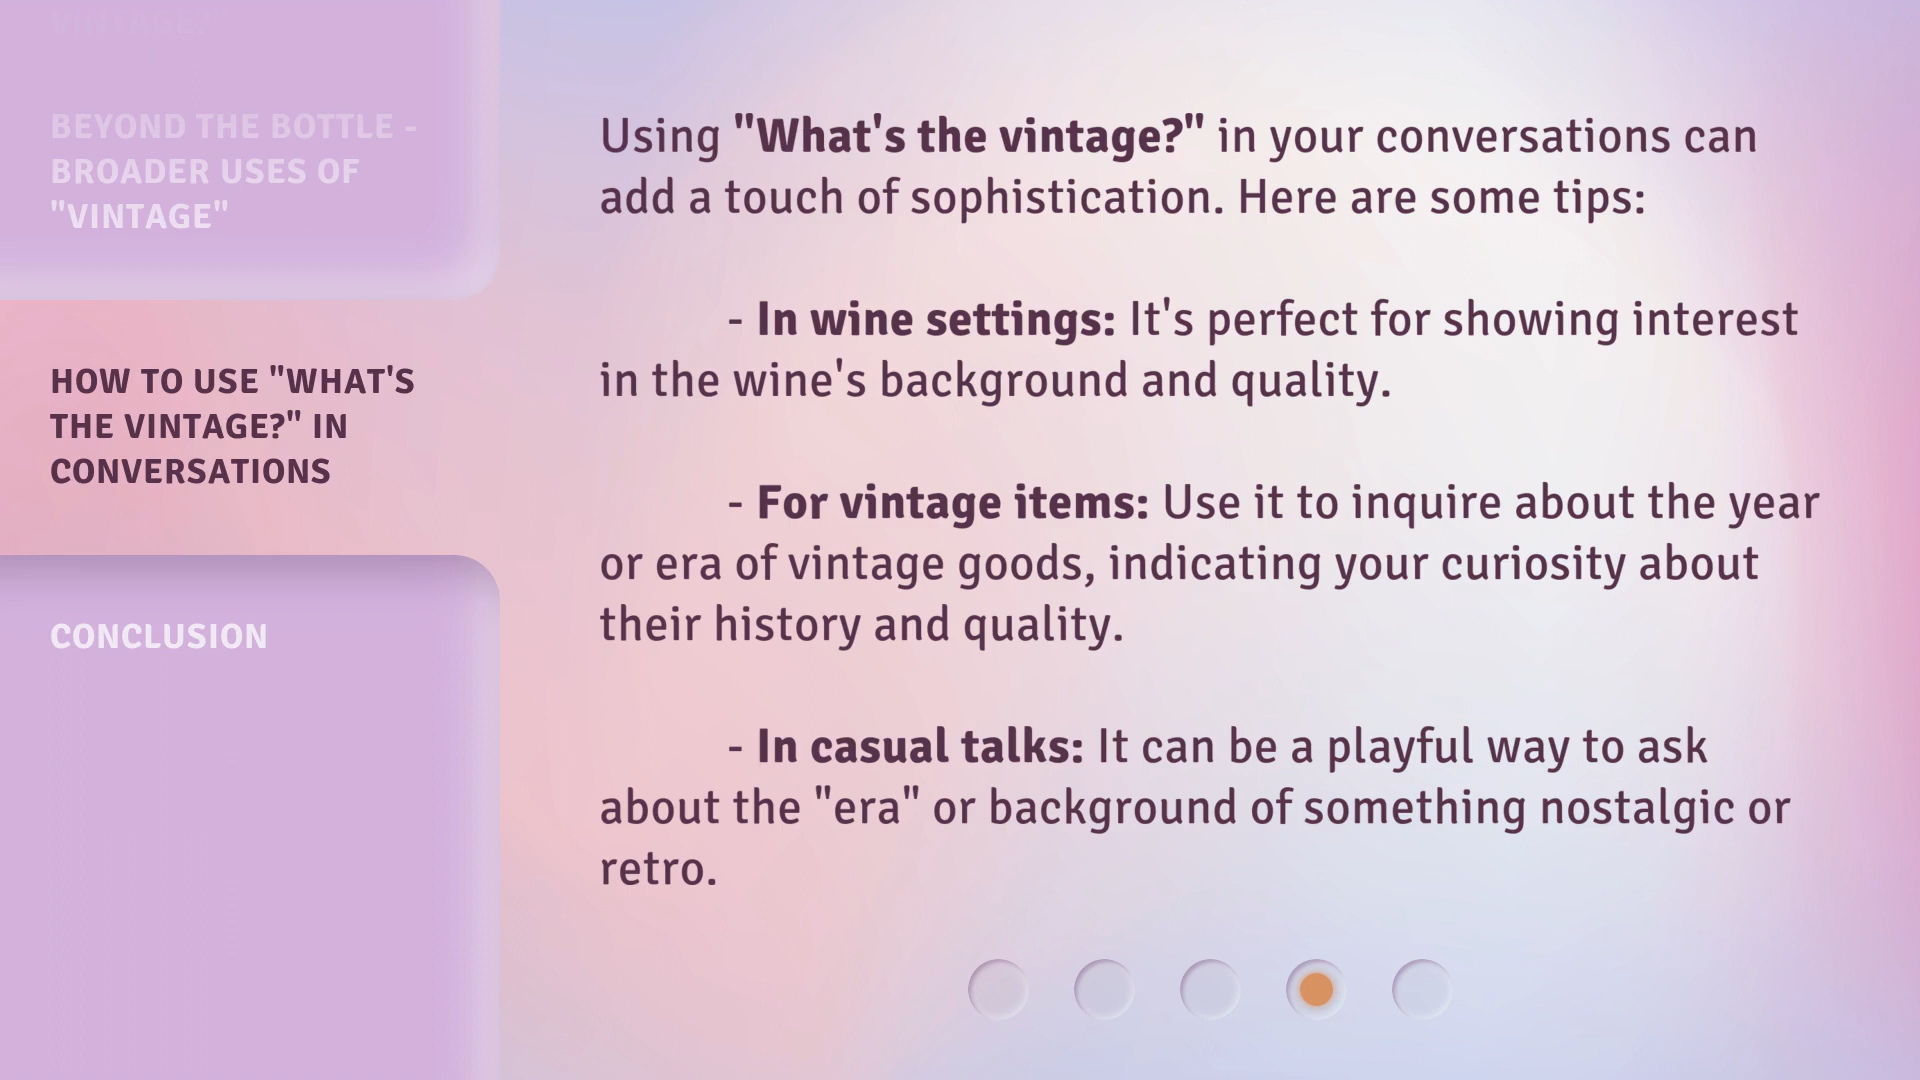 VINTAGE?"
BEYOND THE BOTTLE -
BROADER USES OF
"VINTAGE"
HOW TO USE "WHAT'S
THE VINTAGE?" IN
CONVERSATIONS
CONCLUSION
Using "What's the vintage?" in your conversations can
add a touch of sophistication. Here are some tips:
- In wine settings: It's perfect for showing interest
in the wine's background and quality.
- For vintage items: Use it to inquire about the year
or era of vintage goods, indicating your curiosity about
their history and quality.
- In casual talks: It can be a playful way to ask
about the "era" or background of something nostalgic or
retro.